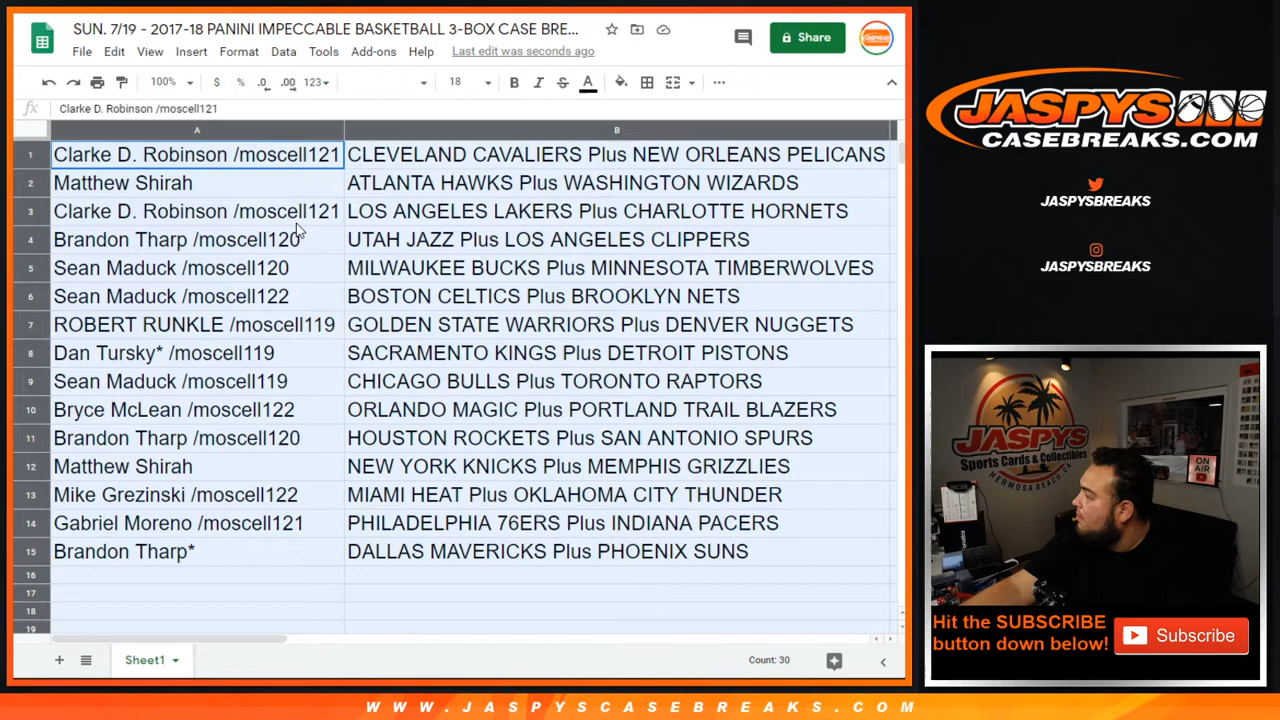 SUN. 7/19 - 2017-18 PANINI IMPECCABLE BASKETBALL 3-BOX CASE BRE...
File Edit View Insert Format Data Tools Add-ons Help Last edit was seconds ago
Share
100% $ % .0 .00 123 18 B I S A
fx Clarke D. Robinson /moscell121
A B
1 Clarke D. Robinson /moscell121 CLEVELAND CAVALIERS Plus NEW ORLEANS PELICANS
2 Matthew Shirah ATLANTA HAWKS Plus WASHINGTON WIZARDS
3 Clarke D. Robinson /moscell121 LOS ANGELES LAKERS Plus CHARLOTTE HORNETS
4 Brandon Tharp /moscell120 UTAH JAZZ Plus LOS ANGELES CLIPPERS
5 Sean Maduck /moscell120 MILWAUKEE BUCKS Plus MINNESOTA TIMBERWOLVES
6 Sean Maduck /moscell122 BOSTON CELTICS Plus BROOKLYN NETS
7 ROBERT RUNKLE /moscell119 GOLDEN STATE WARRIORS Plus DENVER NUGGETS
8 Dan Tursky* /moscell119 SACRAMENTO KINGS Plus DETROIT PISTONS
9 Sean Maduck /moscell119 CHICAGO BULLS Plus TORONTO RAPTORS
10 Bryce McLean /moscell122 ORLANDO MAGIC Plus PORTLAND TRAIL BLAZERS
11 Brandon Tharp /moscell120 HOUSTON ROCKETS Plus SAN ANTONIO SPURS
12 Matthew Shirah NEW YORK KNICKS Plus MEMPHIS GRIZZLIES
13 Mike Grezinski /moscell122 MIAMI HEAT Plus OKLAHOMA CITY THUNDER
14 Gabriel Moreno /moscell121 PHILADELPHIA 76ERS Plus INDIANA PACERS
15 Brandon Tharp* DALLAS MAVERICKS Plus PHOENIX SUNS
16
17
18
19
Sheet1
Count: 30
JASPYS
CASEBREAKS.COM
JASPYSBREAKS
JASPYSBREAKS
JASPYS
Sports Cards & Collectibles
HERMOSA BEACH, CA
ON AIR
Hit the SUBSCRIBE
button down below!
Subscribe
WWW.JASPYSCASEBREAKS.COM